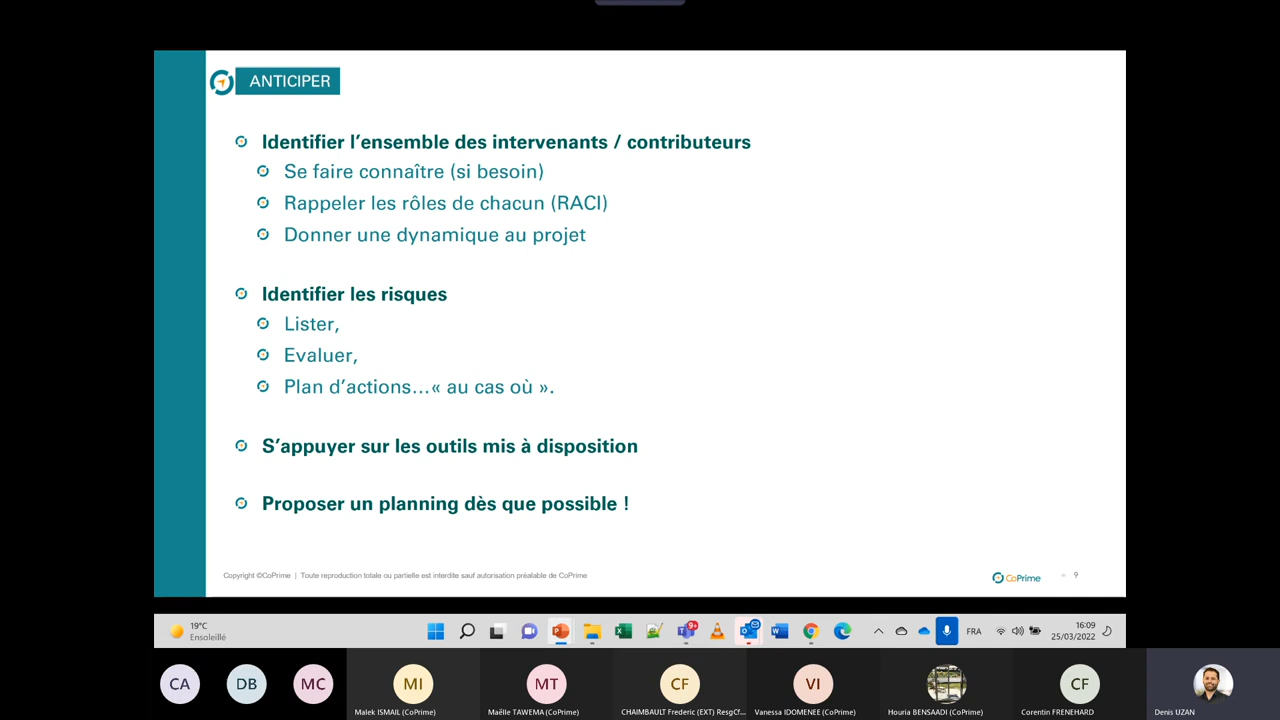 ANTICIPER
Identifier l’ensemble des intervenants / contributeurs
Se faire connaître (si besoin)
Rappeler les rôles de chacun (RACI)
Donner une dynamique au projet
Identifier les risques
Lister,
Evaluer,
Plan d’actions…« au cas où ».
S’appuyer sur les outils mis à disposition
Proposer un planning dès que possible !
Copyright ©CoPrime | Toute reproduction totale ou partielle est interdite sauf autorisation préalable de CoPrime
CoPrime
9
19°C
Ensoleillé
9+
FRA
16:09
25/03/2022
CA
DB
MC
MI
MT
CF
VI
CF
Malek ISMAIL (CoPrime)
Maëlle TAWEMA (CoPrime)
CHAIMBAULT Frederic (EXT) ResgCf...
Vanessa IDOMENEE (CoPrime)
Houria BENSAADI (CoPrime)
Corentin FRENEHARD
Denis UZAN